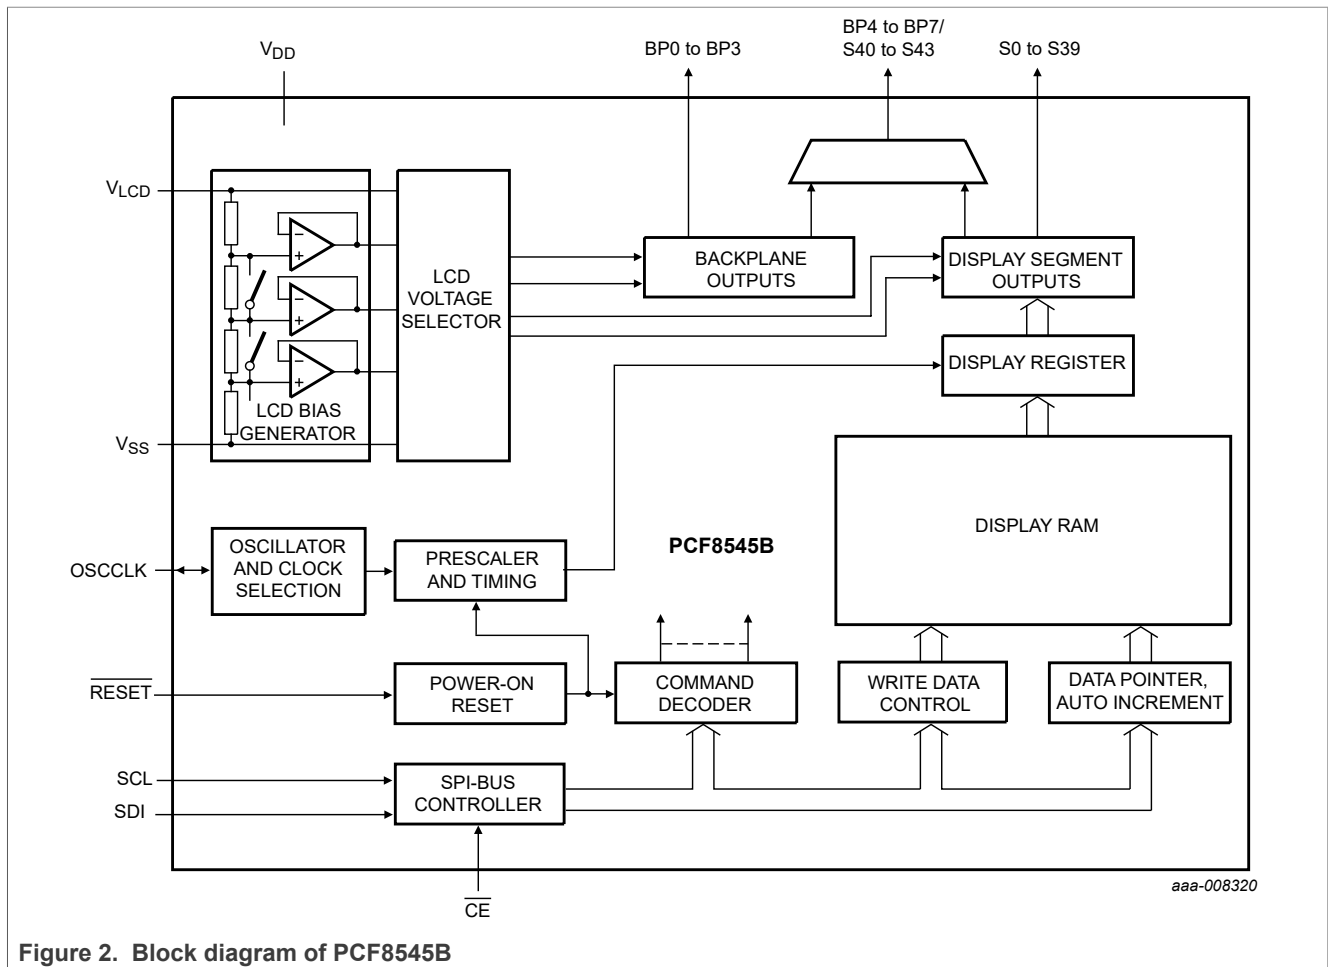 BP0 to BP3
BP4 to BP7/
S40 to S43
S0 to S39
VDD
VLCD
VSS
LCD BIAS
GENERATOR
LCD
VOLTAGE
SELECTOR
BACKPLANE
OUTPUTS
DISPLAY SEGMENT
OUTPUTS
DISPLAY REGISTER
DISPLAY RAM
OSCCLK
OSCILLATOR
AND CLOCK
SELECTION
PRESCALER
AND TIMING
PCF8545B
RESET
POWER-ON
RESET
COMMAND
DECODER
WRITE DATA
CONTROL
DATA POINTER,
AUTO INCREMENT
SCL
SDI
SPI-BUS
CONTROLLER
CE
aaa-008320
Figure 2. Block diagram of PCF8545B